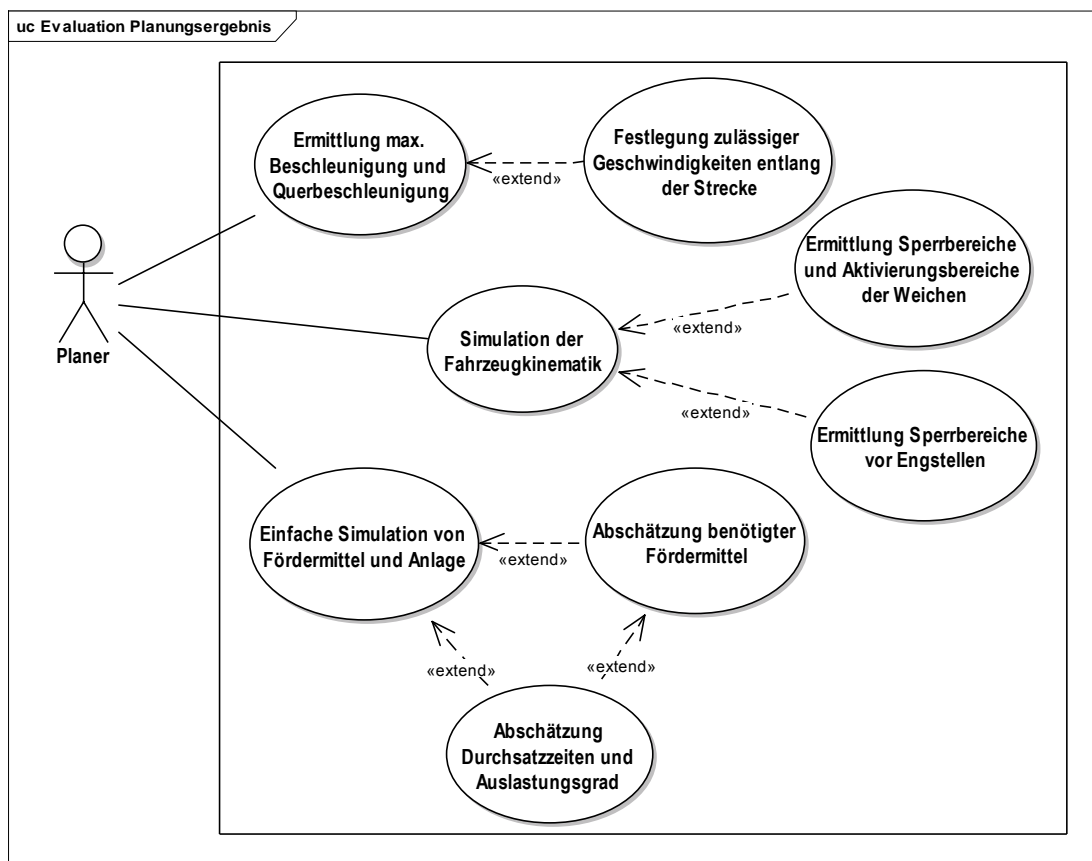 uc Evaluation Planungsergebnis
Ermittlung max.
Beschleunigung und
Querbeschleunigung
«extend»
Festlegung zulässiger
Geschwindigkeiten entlang
der Strecke
Planer
Simulation der
Fahrzeugkinematik
«extend»
Ermittlung Sperrbereiche
und Aktivierungsbereiche
der Weichen
«extend»
Ermittlung Sperrbereiche
vor Engstellen
Einfache Simulation von
Fördermittel und Anlage
«extend»
Abschätzung benötigter
Fördermittel
«extend»
«extend»
Abschätzung
Durchsatzzeiten und
Auslastungsgrad